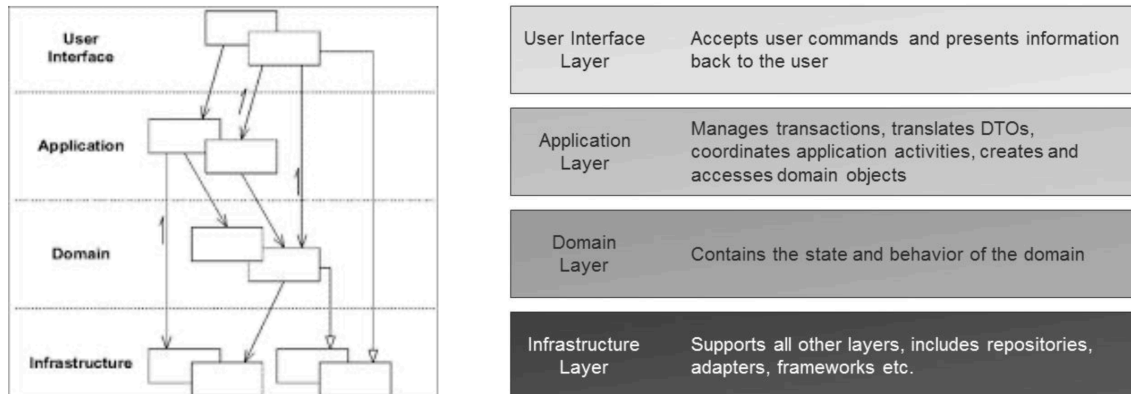 User
Interface
Application
Domain
Infrastructure
User Interface
Layer
Accepts user commands and presents information
back to the user
Application
Layer
Manages transactions, translates DTOs,
coordinates application activities, creates and
accesses domain objects
Domain
Layer
Contains the state and behavior of the domain
Infrastructure
Layer
Supports all other layers, includes repositories,
adapters, frameworks etc.